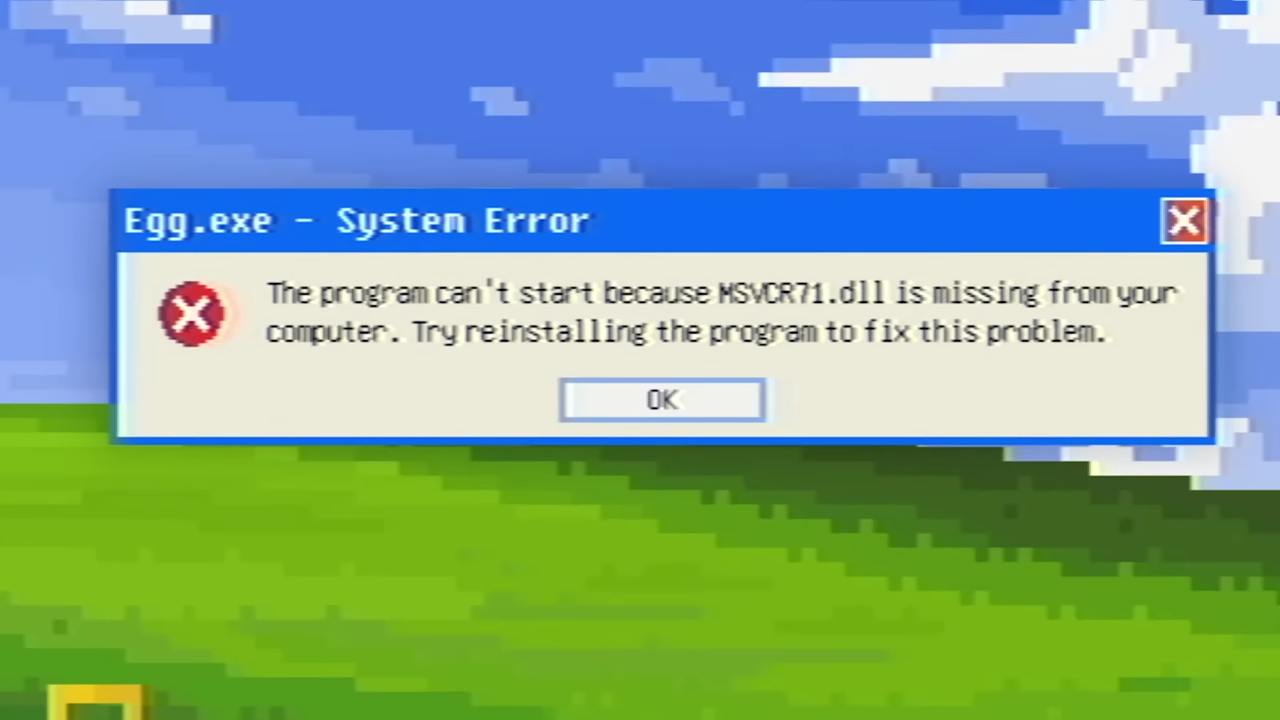 Egg.exe - System Error
The program can't start because MSVCR71.dll is missing from your
computer. Try reinstalling the program to fix this problem.
OK